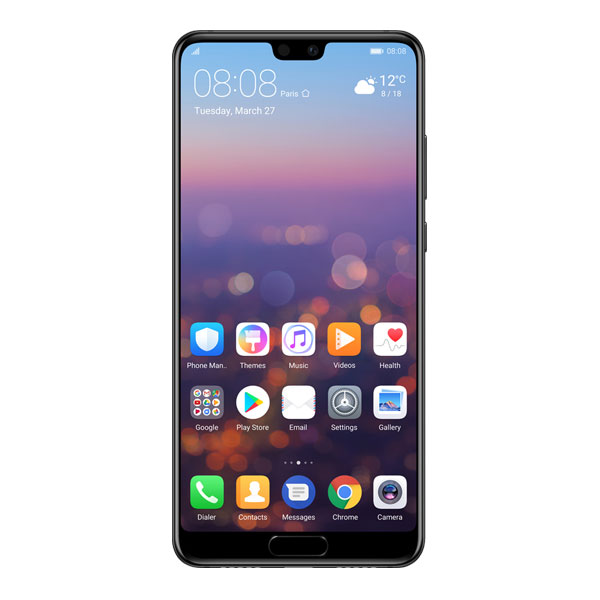 08:08
08:08 Paris
12°C
8 / 18
Tuesday, March 27
Phone Man.. Themes Music Videos Health
Google Play Store Email Settings Gallery
Dialer Contacts Messages Chrome Camera